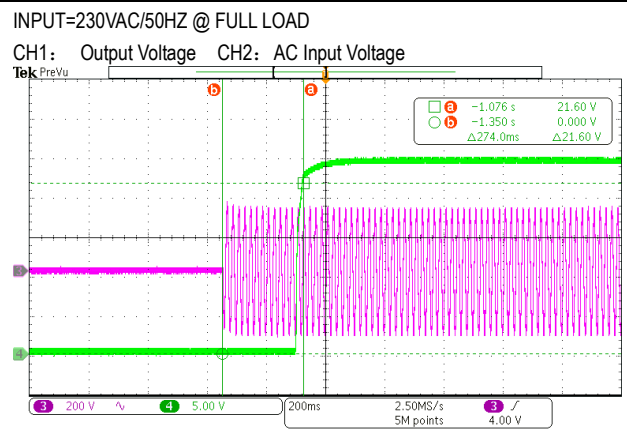 INPUT=230VAC/50HZ @ FULL LOAD
CH1： Output Voltage CH2：AC Input Voltage
Tek PreVu
b a
a -1.076 s 21.60 V
b -1.350 s 0.000 V
△274.0ms △21.60 V
3
4
3 200 V ∿ 4 5.00 V 200ms 2.50MS/s 3 ∫
5M points 4.00 V